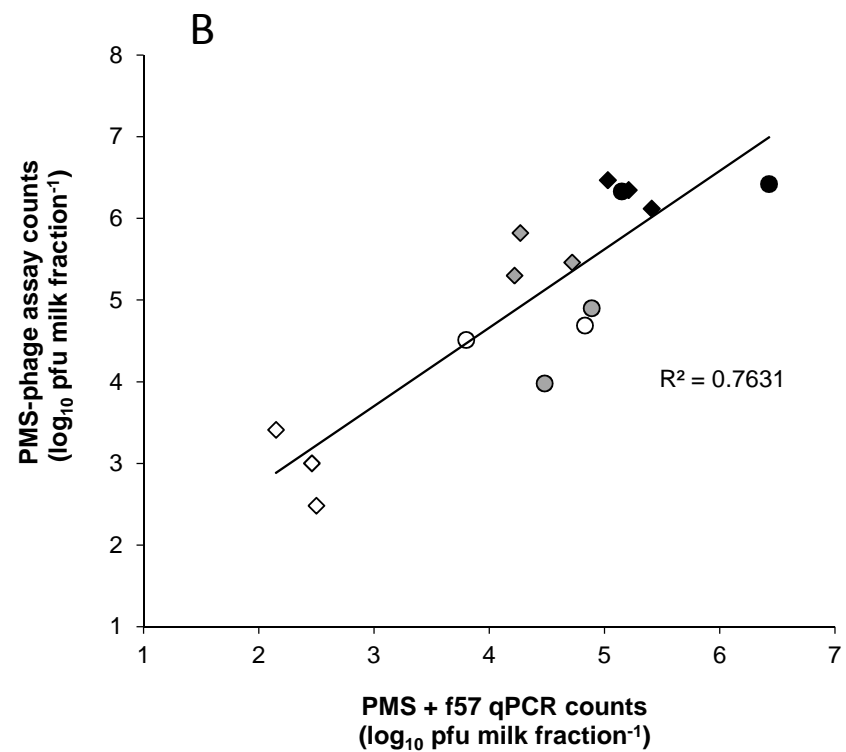 B
8
7
6
5
4
3
2
1
PMS-phage assay counts
(log₁₀ pfu milk fraction⁻¹)
R² = 0.7631
1 2 3 4 5 6 7
PMS + f57 qPCR counts
(log₁₀ pfu milk fraction⁻¹)